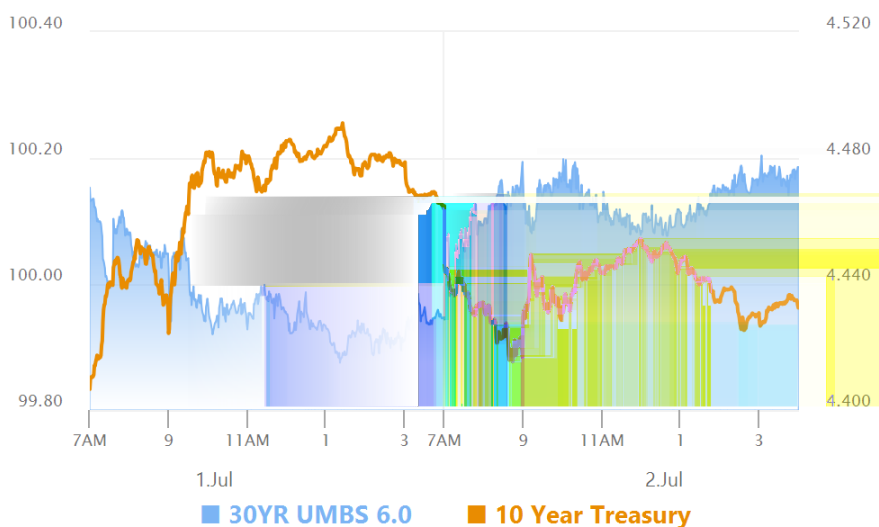 100.40 4.520
100.20 4.480
100.00 4.440
99.80 4.400
7AM 9 11AM 1 3 7AM 9 11AM 1 3
1.Jul 2.Jul
30YR UMBS 6.0 10 Year Treasury